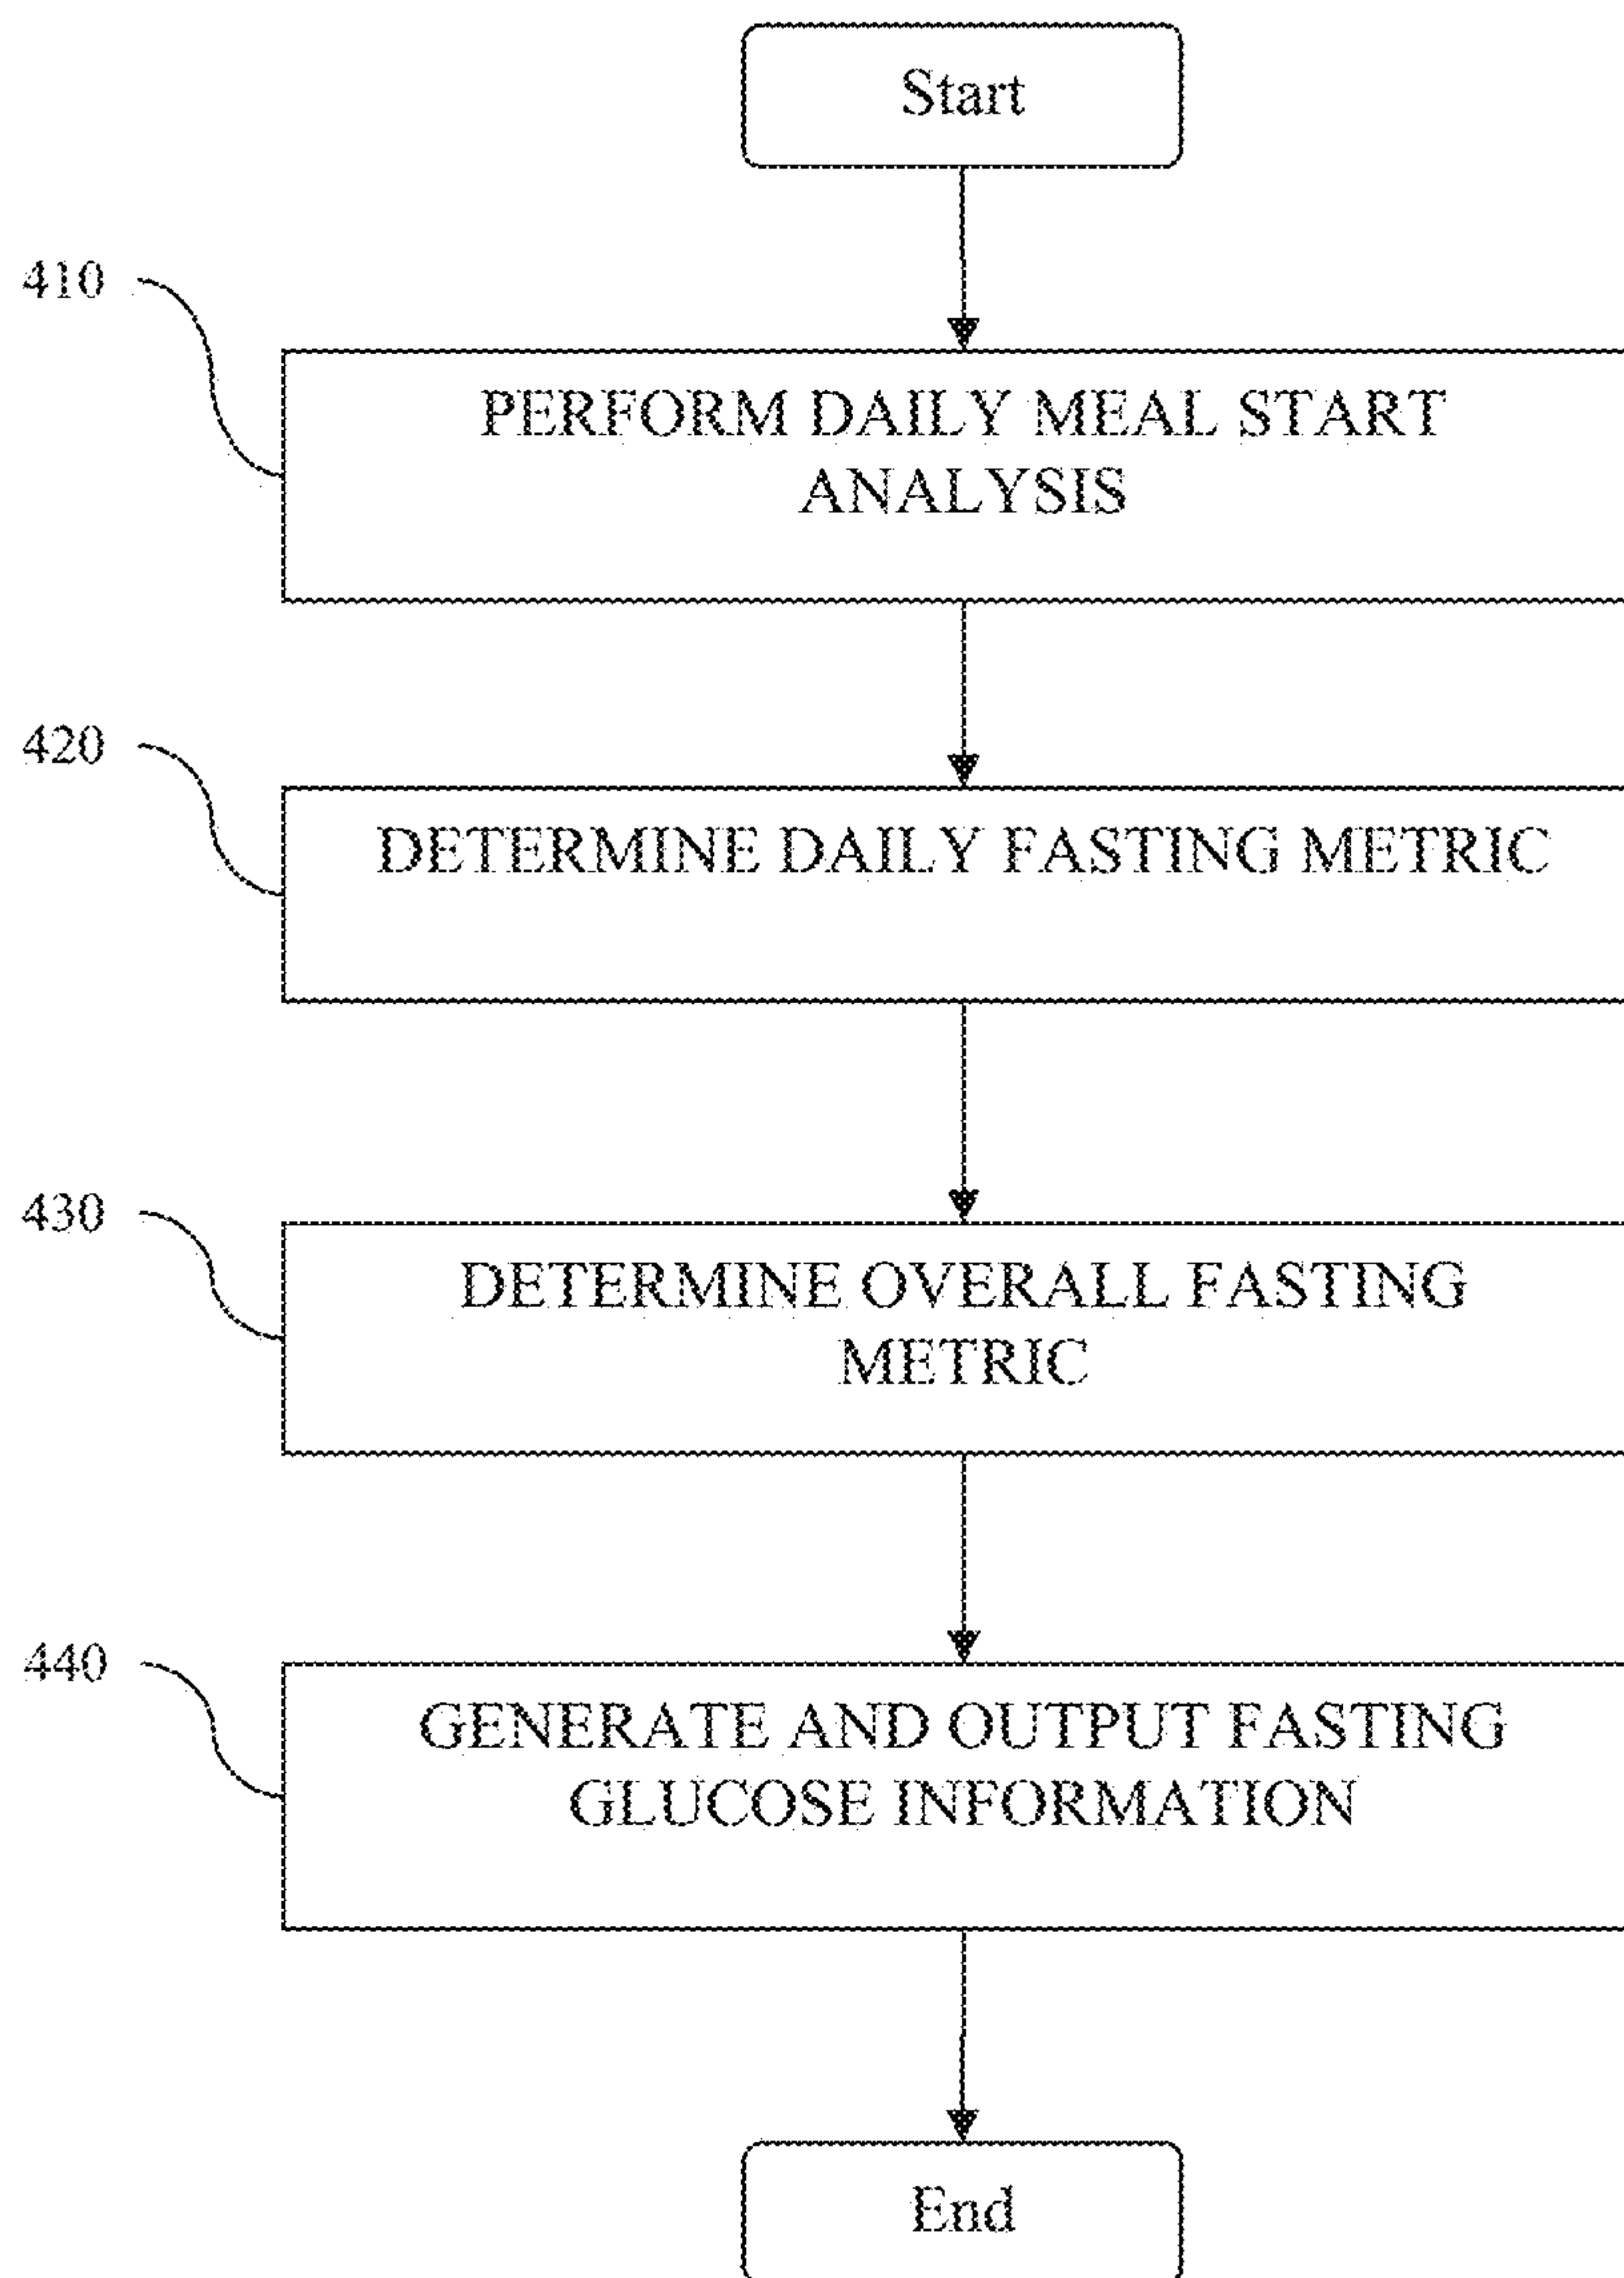 Start
410
PERFORM DAILY MEAL START
ANALYSIS
420
DETERMINE DAILY FASTING METRIC
430
DETERMINE OVERALL FASTING
METRIC
440
GENERATE AND OUTPUT FASTING
GLUCOSE INFORMATION
End